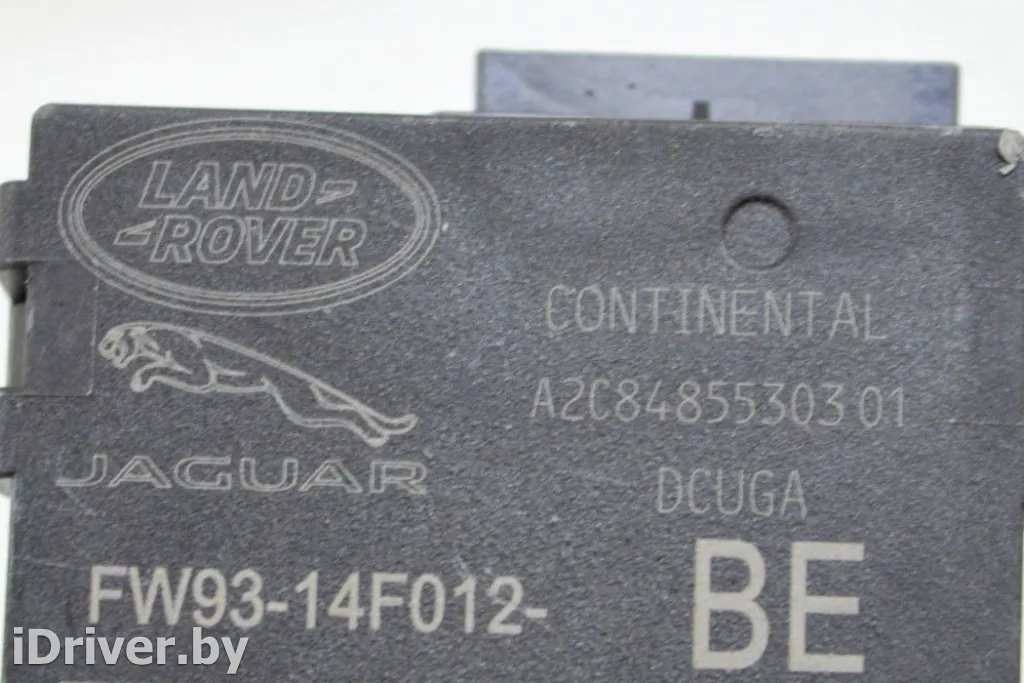 LAND
ROVER
JAGUAR
CONTINENTAL
A2C84855303 01
DCUGA
FW93-14F012-
BE
iDriver.by